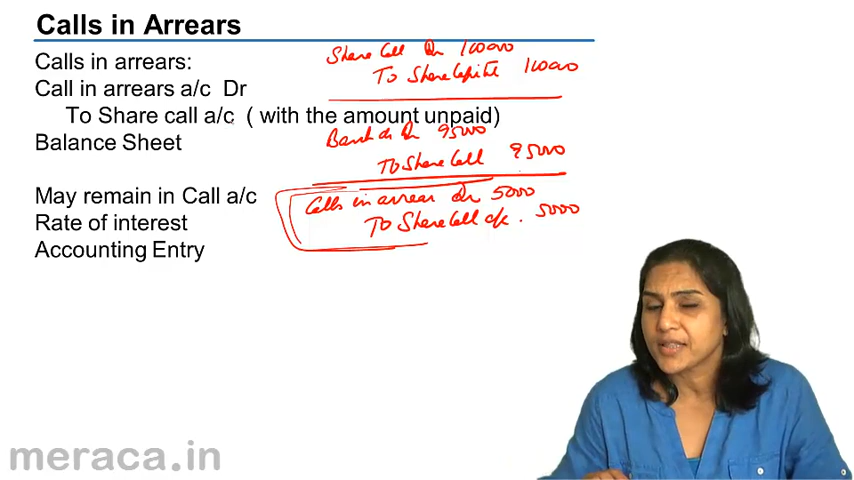 Calls in Arrears
Calls in arrears:
Call in arrears a/c Dr
To Share call a/c ( with the amount unpaid)
Balance Sheet
May remain in Call a/c
Rate of interest
Accounting Entry
Share Call Dr 100000
To Share Capital 100000
Bank Dr 95000
To Share Call 95000
Calls in arrear Dr 5000
To Share Call a/c . 5000
meraca.in